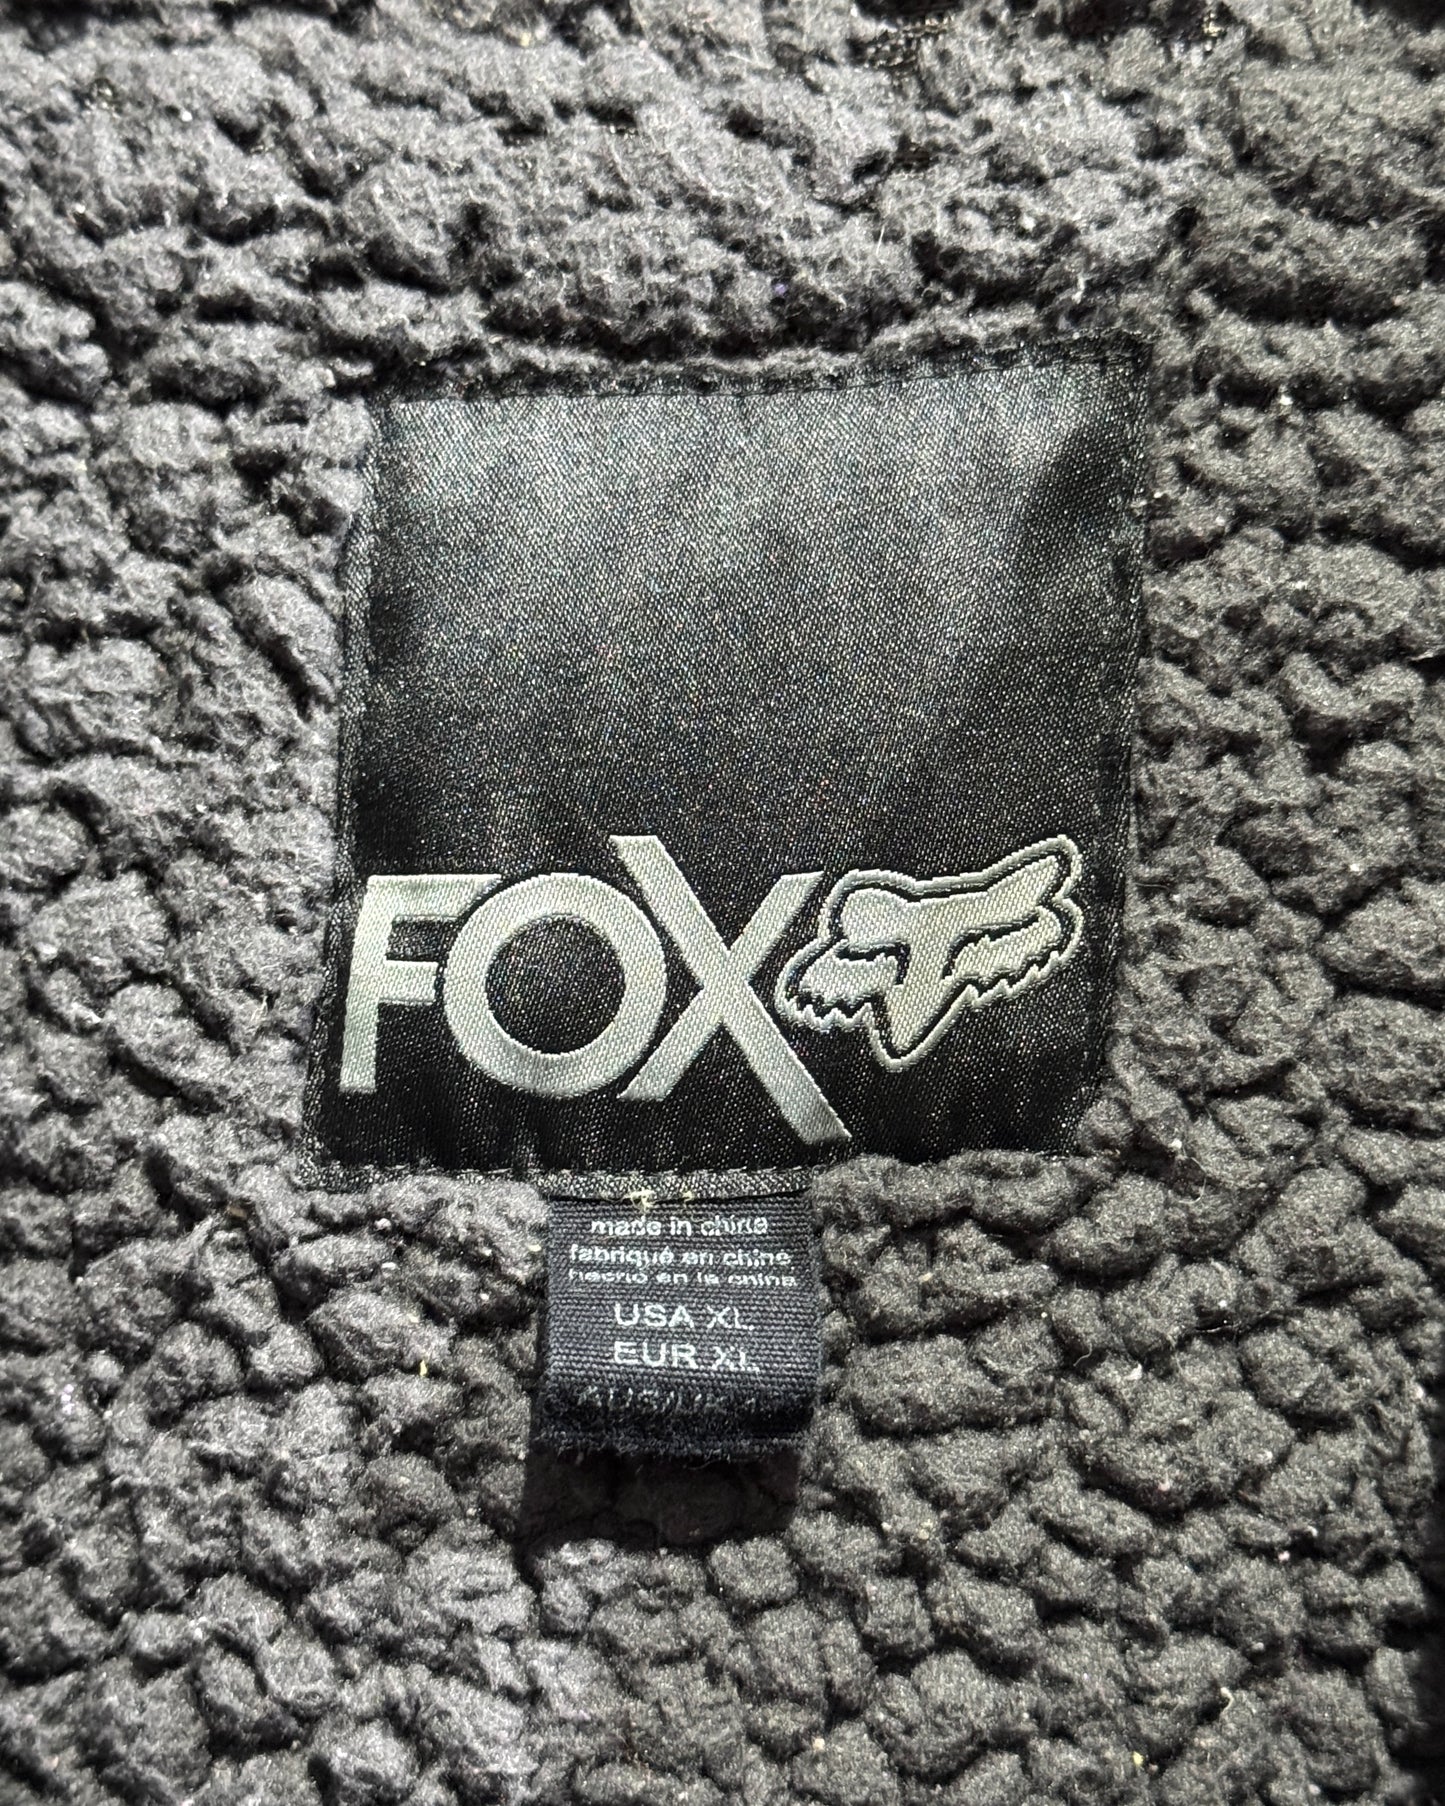 FOX
made in china
fabriqué en chine
hecho en la china
USA XL
EUR XL